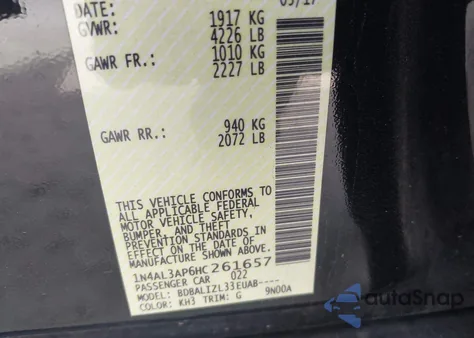 DATE: 05/17
GVWR: 1917 KG
4226 LB
GAWR FR.: 1010 KG
2227 LB
GAWR RR.: 940 KG
2072 LB
THIS VEHICLE CONFORMS TO
ALL APPLICABLE FEDERAL
MOTOR VEHICLE SAFETY,
BUMPER, AND THEFT
PREVENTION STANDARDS IN
EFFECT ON THE DATE OF
MANUFACTURE SHOWN ABOVE.
1N4AL3AP6HC261657
PASSENGER CAR 022
MODEL: BDBALIZL33EUAB----
COLOR: KH3 TRIM: G 9N00A
autoSnap